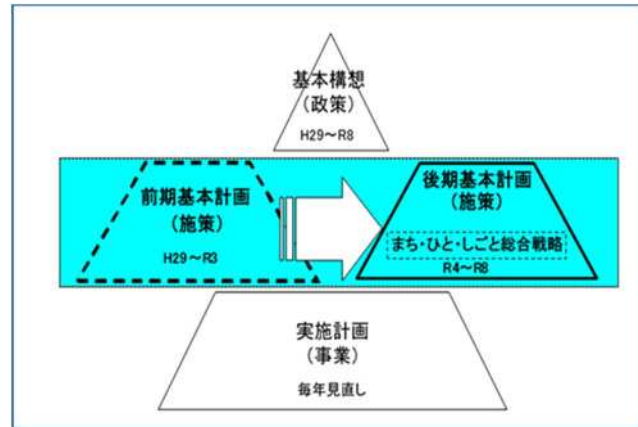 基本構想
（政策）
H29～R8
前期基本計画
（施策）
H29～R3
後期基本計画
（施策）
まち・ひと・しごと総合戦略
R4～R8
実施計画
（事業）
毎年見直し